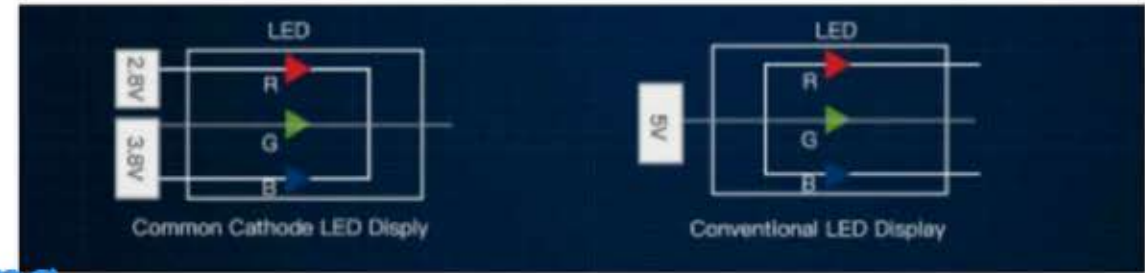 LED
2.8V
R
G
3.8V
B
Common Cathode LED Disply
LED
R
5V
G
B
Conventional LED Display